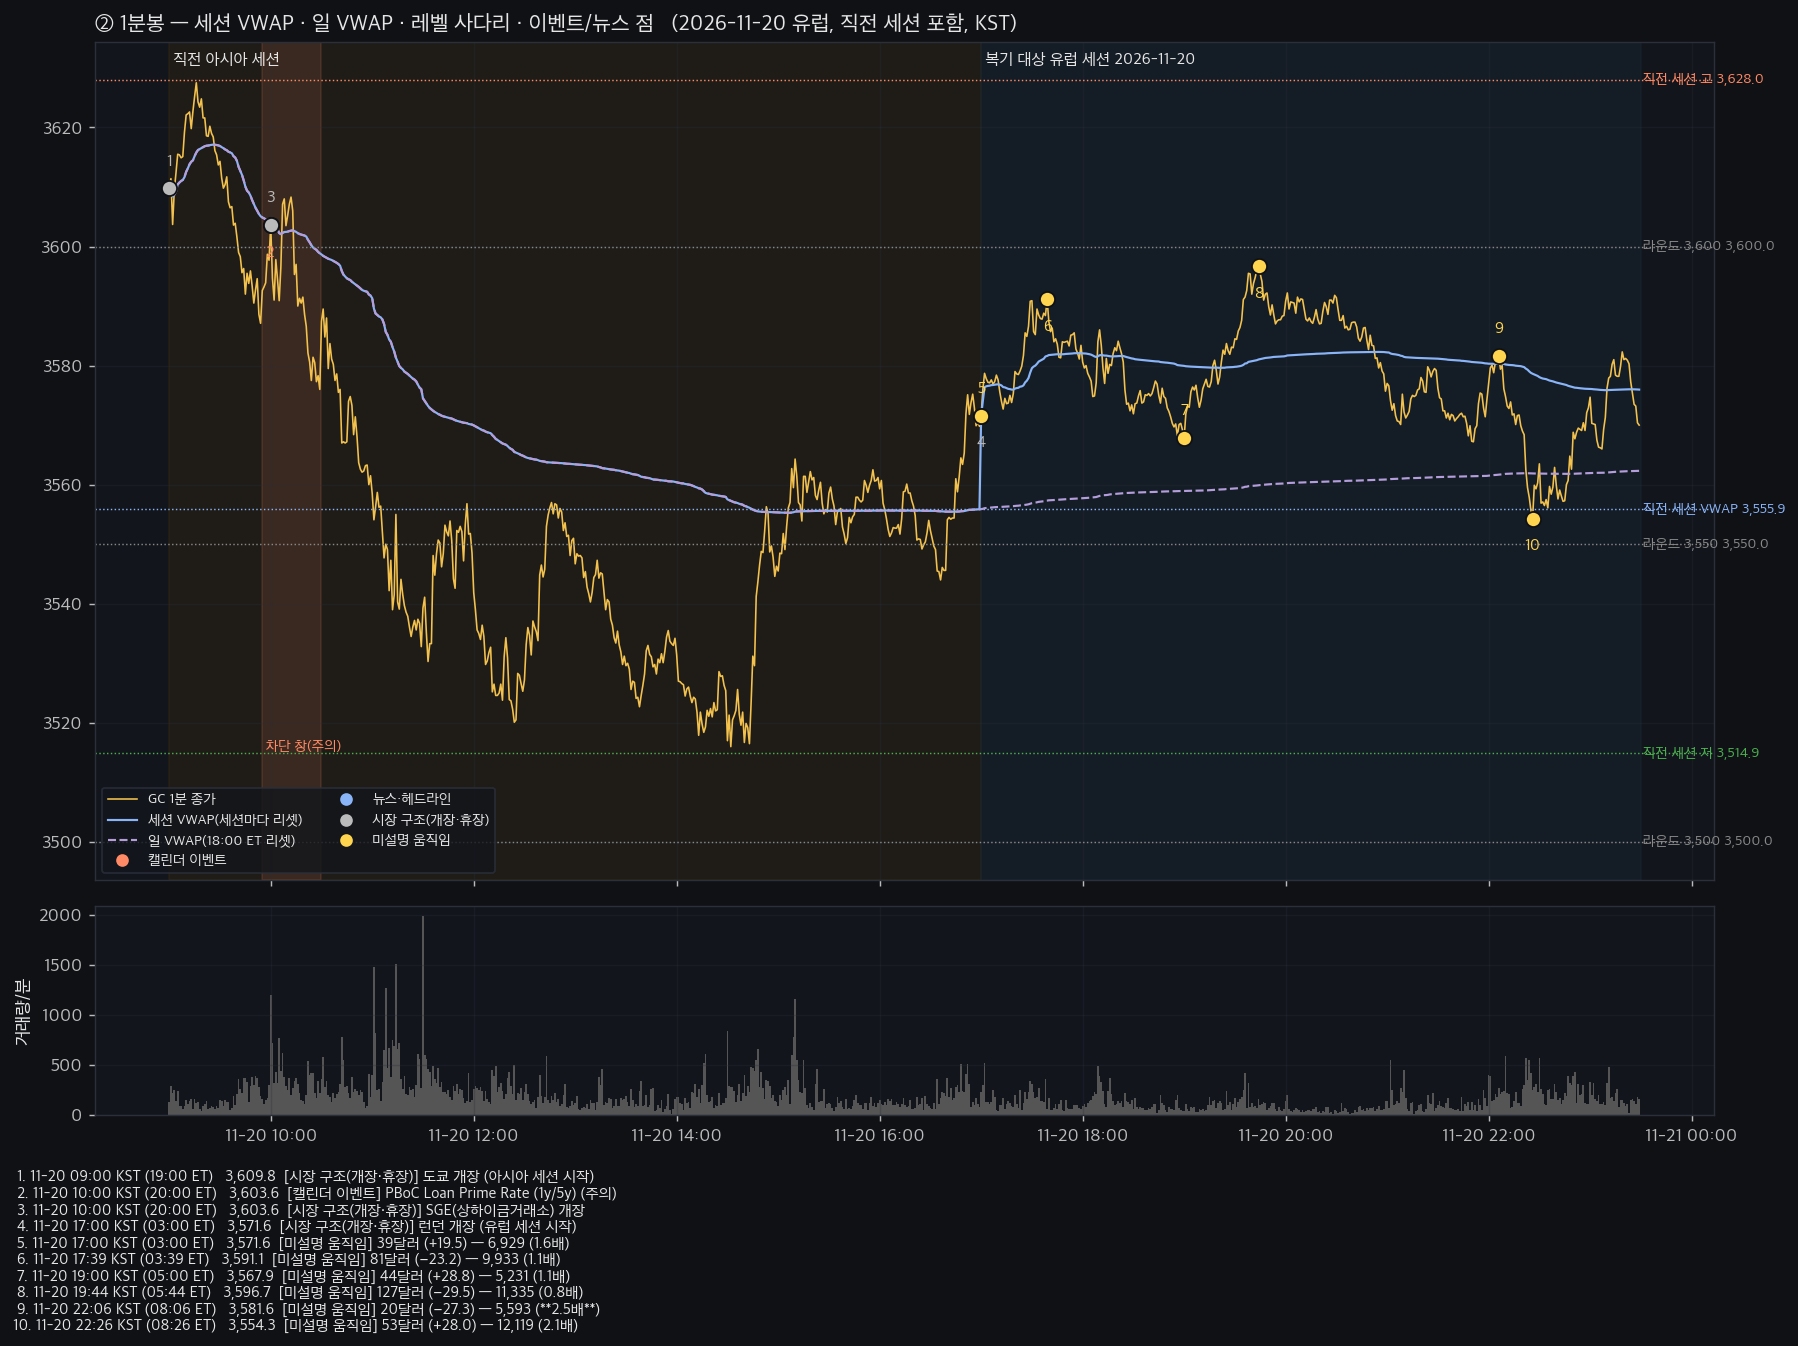 ② 1분봉 — 세션 VWAP · 일 VWAP · 레벨 사다리 · 이벤트/뉴스 점 (2026-11-20 유럽, 직전 세션 포함, KST)
직전 아시아 세션
복기 대상 유럽 세션 2026-11-20
직전 세션 고 3,628.0
3620
1
3
2
3600
라운드 3,600 3,600.0
8
6
9
3580
5
7
4
3560
직전 세션 VWAP 3,555.9
라운드 3,550 3,550.0
10
3540
3520
차단 창(주의)
직전 세션 저 3,514.9
3500
라운드 3,500 3,500.0
GC 1분 종가
세션 VWAP(세션마다 리셋)
일 VWAP(18:00 ET 리셋)
캘린더 이벤트
뉴스·헤드라인
시장 구조(개장·휴장)
미설명 움직임
거래량/분
2000
1500
1000
500
0
11-20 10:00
11-20 12:00
11-20 14:00
11-20 16:00
11-20 18:00
11-20 20:00
11-20 22:00
11-21 00:00
1. 11-20 09:00 KST (19:00 ET) 3,609.8 [시장 구조(개장·휴장)] 도쿄 개장 (아시아 세션 시작)
2. 11-20 10:00 KST (20:00 ET) 3,603.6 [캘린더 이벤트] PBoC Loan Prime Rate (1y/5y) (주의)
3. 11-20 10:00 KST (20:00 ET) 3,603.6 [시장 구조(개장·휴장)] SGE(상하이금거래소) 개장
4. 11-20 17:00 KST (03:00 ET) 3,571.6 [시장 구조(개장·휴장)] 런던 개장 (유럽 세션 시작)
5. 11-20 17:00 KST (03:00 ET) 3,571.6 [미설명 움직임] 39달러 (+19.5) — 6,929 (1.6배)
6. 11-20 17:39 KST (03:39 ET) 3,591.1 [미설명 움직임] 81달러 (−23.2) — 9,933 (1.1배)
7. 11-20 19:00 KST (05:00 ET) 3,567.9 [미설명 움직임] 44달러 (+28.8) — 5,231 (1.1배)
8. 11-20 19:44 KST (05:44 ET) 3,596.7 [미설명 움직임] 127달러 (−29.5) — 11,335 (0.8배)
9. 11-20 22:06 KST (08:06 ET) 3,581.6 [미설명 움직임] 20달러 (−27.3) — 5,593 (**2.5배**)
10. 11-20 22:26 KST (08:26 ET) 3,554.3 [미설명 움직임] 53달러 (+28.0) — 12,119 (2.1배)